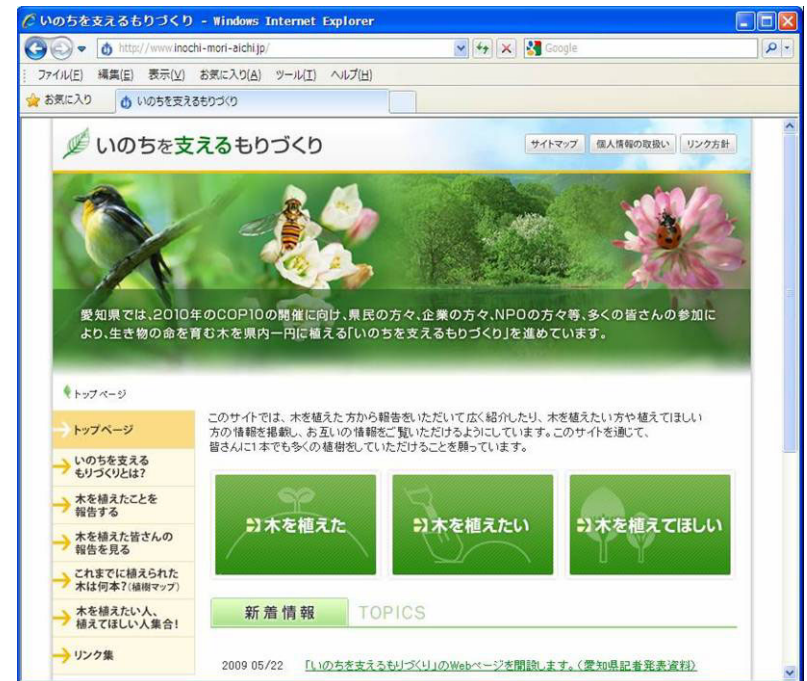 いのちを支えるもりづくり - Windows Internet Explorer
http://www.inochi-mori-aichi.jp/
Google
ファイル(F) 編集(E) 表示(V) お気に入り(A) ツール(T) ヘルプ(H)
お気に入り いのちを支えるもりづくり
いのちを支えるもりづくり
サイトマップ 個人情報の取扱い リンク方針
愛知県では、2010年のCOP10の開催に向け、県民の方々、企業の方々、NPOの方々等、多くの皆さんの参加に
より、生き物の命を育む木を県内一円に植える「いのちを支えるもりづくり」を進めています。
トップページ
トップページ
いのちを支える
もりづくりとは?
木を植えたことを
報告する
木を植えた皆さんの
報告を見る
これまでに植えられた
木は何本?(植樹マップ)
木を植えたい人、
植えてほしい人集合!
リンク集
このサイトでは、木を植えた方から報告をいただいて広く紹介したり、木を植えたい方や植えてほしい
方の情報を掲載し、お互いの情報をご覧いただけるようにしています。このサイトを通じて、
皆さんに1本でも多くの植樹をしていただけることを願っています。
木を植えた 木を植えたい 木を植えてほしい
新着情報 TOPICS
2009 05/22 「いのちを支えるもりづくり」のWebページを開設します。(愛知県記者発表資料)